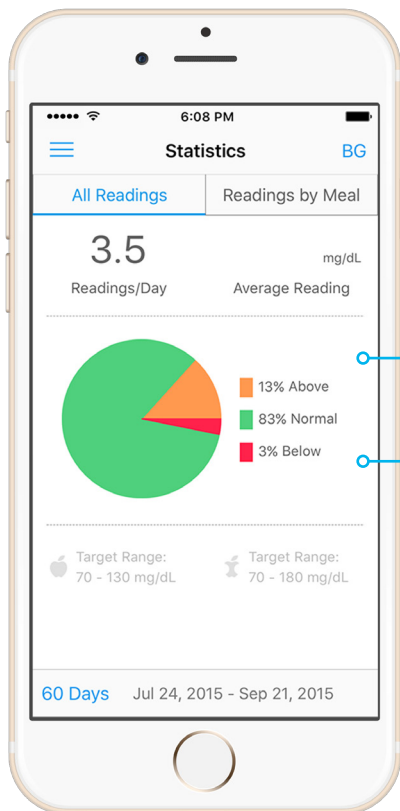 6:08 PM
Statistics BG
All Readings Readings by Meal
3.5 mg/dL
Readings/Day Average Reading
13% Above
83% Normal
3% Below
Target Range: Target Range:
70 - 130 mg/dL 70 - 180 mg/dL
60 Days Jul 24, 2015 - Sep 21, 2015